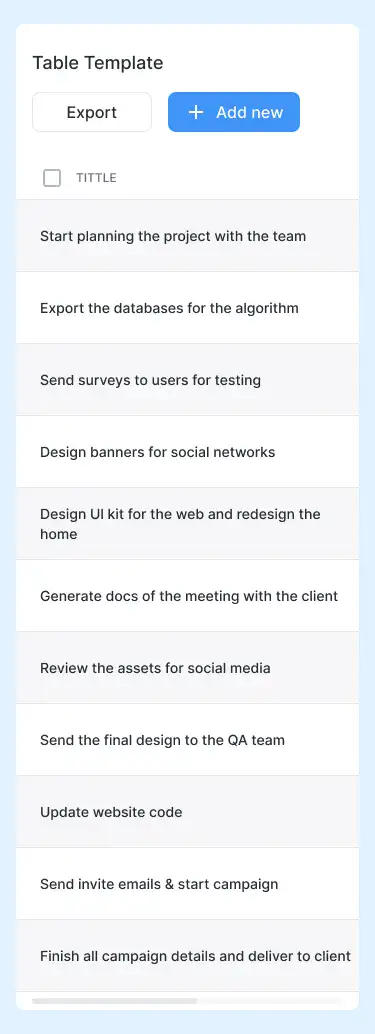 Table Template
Export
Add new
TITTLE
Start planning the project with the team
Export the databases for the algorithm
Send surveys to users for testing
Design banners for social networks
Design UI kit for the web and redesign the
home
Generate docs of the meeting with the client
Review the assets for social media
Send the final design to the QA team
Update website code
Send invite emails & start campaign
Finish all campaign details and deliver to client